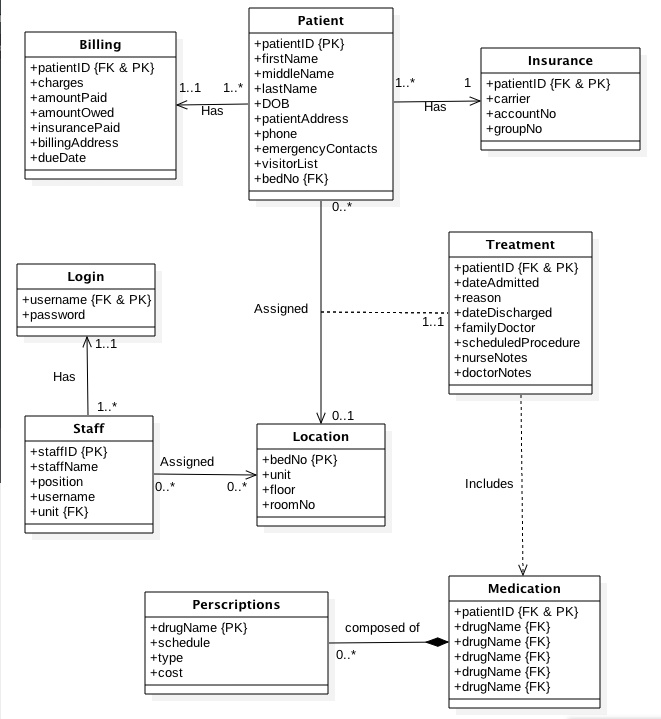 Patient
+patientID {PK}
+firstName
+middleName
+lastName
+DOB
+patientAddress
+phone
+emergencyContacts
+visitorList
+bedNo {FK}
Billing
+patientID {FK & PK}
+charges
+amountPaid
+amountOwed
+insurancePaid
+billingAddress
+dueDate
1..1
1..*
Has
Insurance
+patientID {FK & PK}
+carrier
+accountNo
+groupNo
1..*
1
Has
0..*
Assigned
0..1
Treatment
+patientID {FK & PK}
+dateAdmitted
+reason
+dateDischarged
+familyDoctor
+scheduledProcedure
+nurseNotes
+doctorNotes
1..1
Login
+username {FK & PK}
+password
1..1
Has
1..*
Staff
+staffID {PK}
+staffName
+position
+username
+unit {FK}
Assigned
0..*
0..*
Location
+bedNo {PK}
+unit
+floor
+roomNo
Includes
Perscriptions
+drugName {PK}
+schedule
+type
+cost
composed of
0..*
Medication
+patientID {FK & PK}
+drugName {FK}
+drugName {FK}
+drugName {FK}
+drugName {FK}
+drugName {FK}